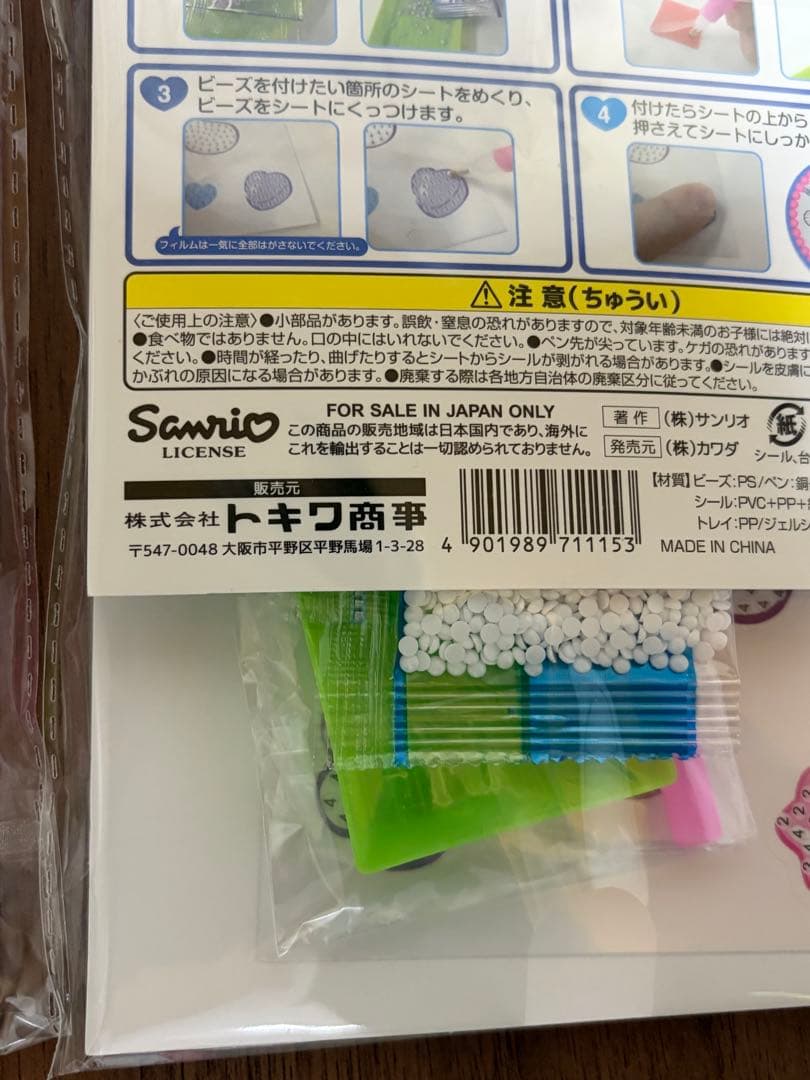 3 ビーズを付けたい箇所のシートをめくり、
ビーズをシートにくっつけます。
フィルムは一気に全部はがさないでください。
4 付けたらシートの上から
押さえてシートにしっか
注意(ちゅうい)
〈ご使用上の注意〉●小部品があります。誤飲・窒息の恐れがありますので、対象年齢未満のお子様には絶対に
●食べ物ではありません。口の中にはいれないでください。●ペン先が尖っています。ケガの恐れがあります
ください。●時間が経ったり、曲げたりするとシートからシールが剥がれる場合があります。●シールを皮膚に
かぶれの原因になる場合があります。●廃棄する際は各地方自治体の廃棄区分に従ってください。
Sanrio
LICENSE
FOR SALE IN JAPAN ONLY
この商品の販売地域は日本国内であり、海外に
これを輸出することは一切認められておりません。
著作 (株)サンリオ
発売元 (株)カワダ
紙
シール、台
販売元
株式会社トキワ商事
〒547-0048 大阪市平野区平野馬場1-3-28
4 901989 711153
【材質】ビーズ:PS/ペン:鋼
シール:PVC+PP+
トレイ:PP/ジェルシ
MADE IN CHINA